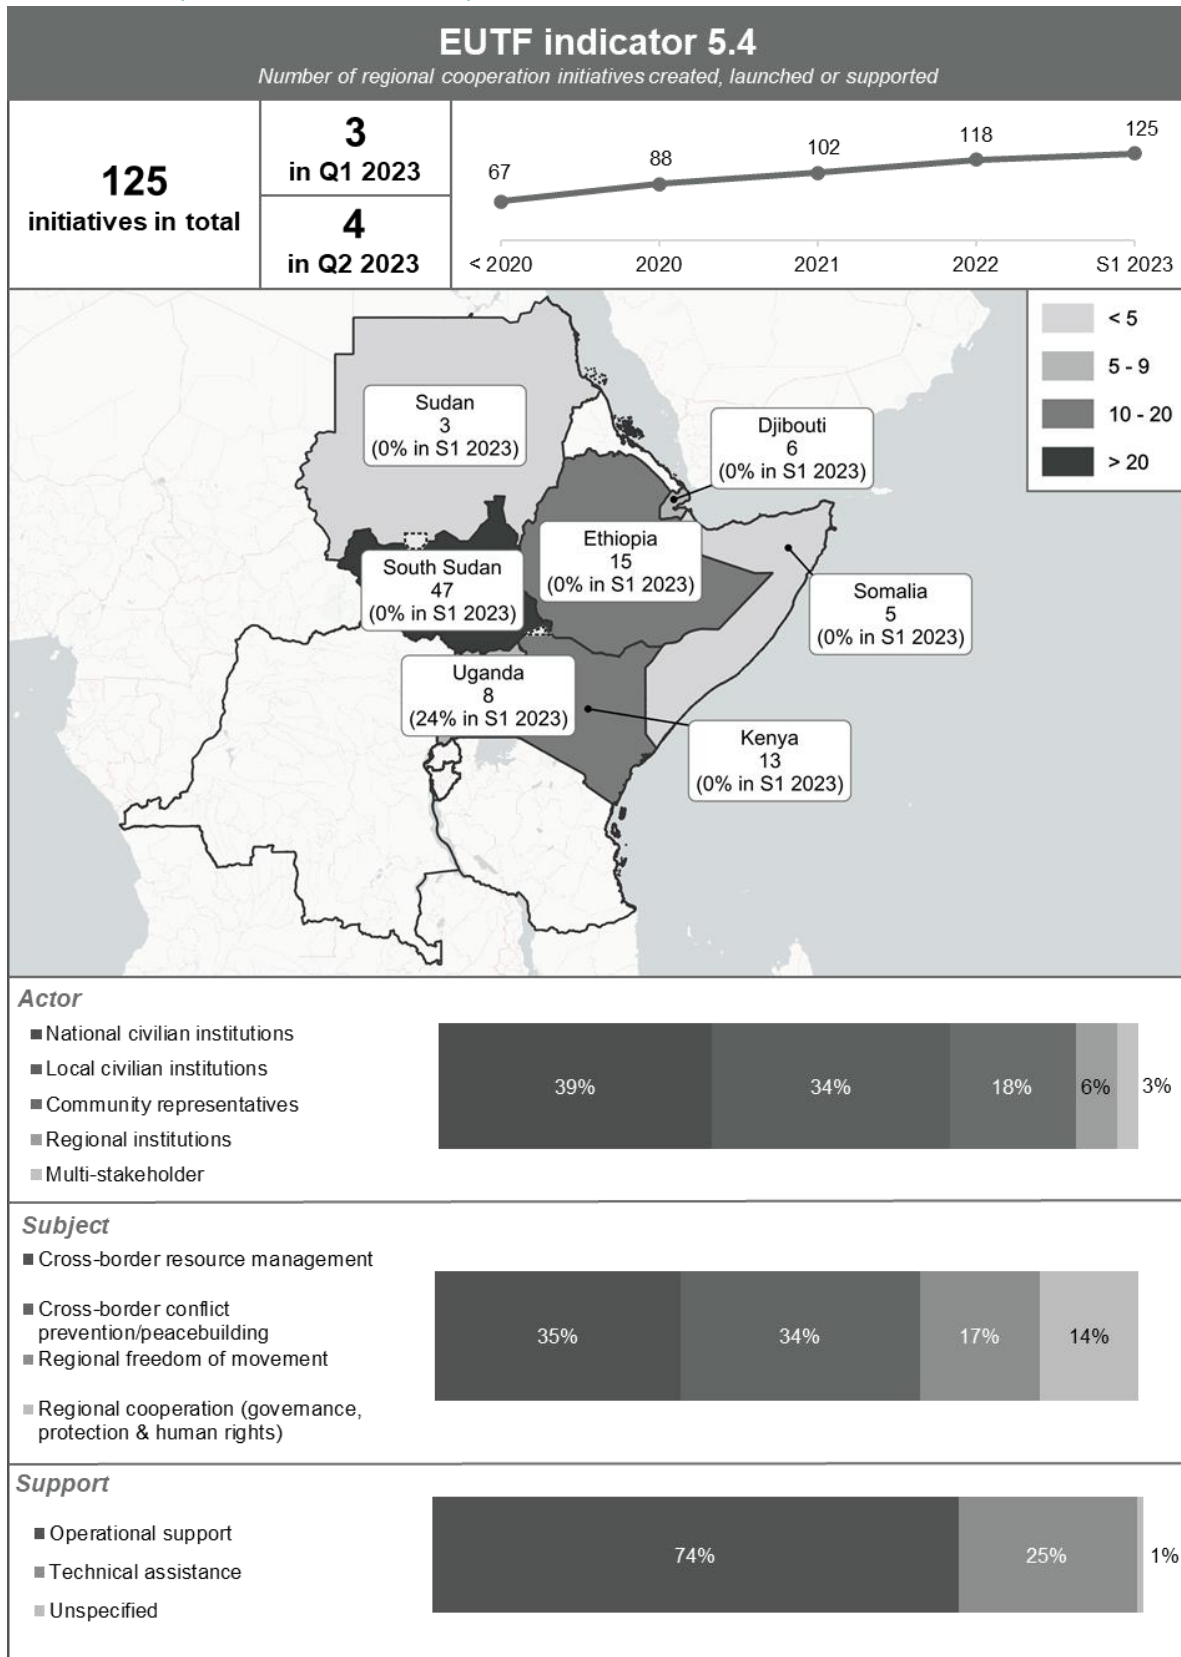 EUTF indicator 5.4
Number of regional cooperation initiatives created, launched or supported
125
initiatives in total
3
in Q1 2023
4
in Q2 2023
67
88
102
118
125
< 2020
2020
2021
2022
S1 2023
< 5
5 - 9
10 - 20
> 20
Sudan
3
(0% in S1 2023)
Djibouti
6
(0% in S1 2023)
Ethiopia
15
(0% in S1 2023)
South Sudan
47
(0% in S1 2023)
Somalia
5
(0% in S1 2023)
Uganda
8
(24% in S1 2023)
Kenya
13
(0% in S1 2023)
Actor
National civilian institutions
Local civilian institutions
Community representatives
Regional institutions
Multi-stakeholder
39%
34%
18%
6%
3%
Subject
Cross-border resource management
Cross-border conflict
prevention/peacebuilding
Regional freedom of movement
Regional cooperation (governance,
protection & human rights)
35%
34%
17%
14%
Support
Operational support
Technical assistance
Unspecified
74%
25%
1%